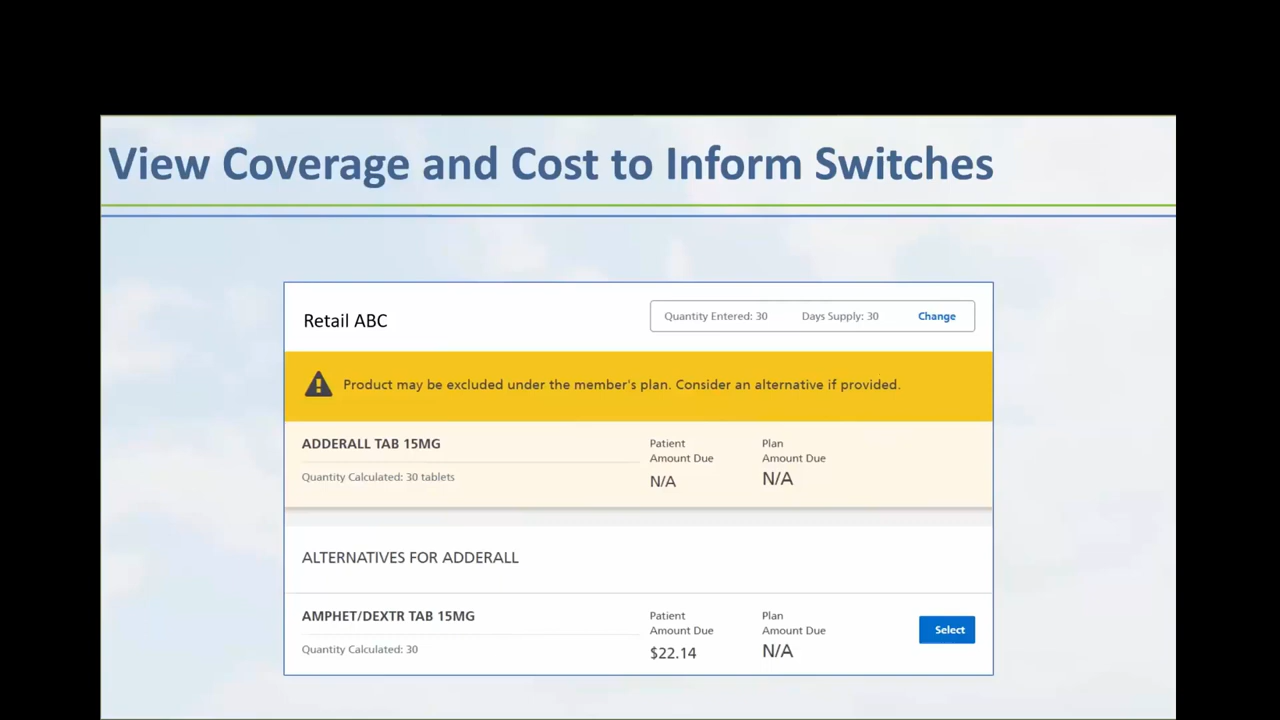 View Coverage and Cost to Inform Switches
Retail ABC
Quantity Entered: 30 Days Supply: 30 Change
Product may be excluded under the member's plan. Consider an alternative if provided.
ADDERALL TAB 15MG
Quantity Calculated: 30 tablets
Patient
Amount Due
N/A
Plan
Amount Due
N/A
ALTERNATIVES FOR ADDERALL
AMPHET/DEXTR TAB 15MG
Quantity Calculated: 30
Patient
Amount Due
$22.14
Plan
Amount Due
N/A
Select